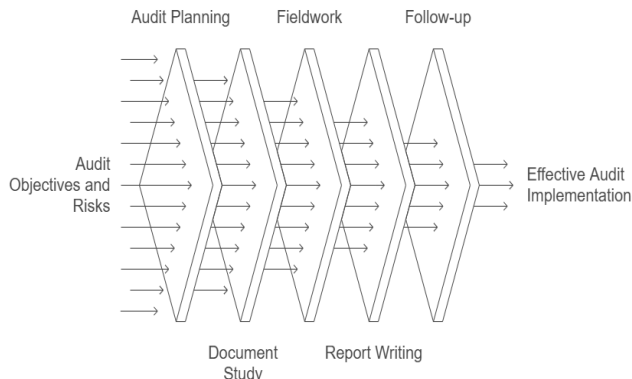 Audit Planning
Fieldwork
Follow-up
Audit
Objectives and
Risks
Effective Audit
Implementation
Document
Study
Report Writing